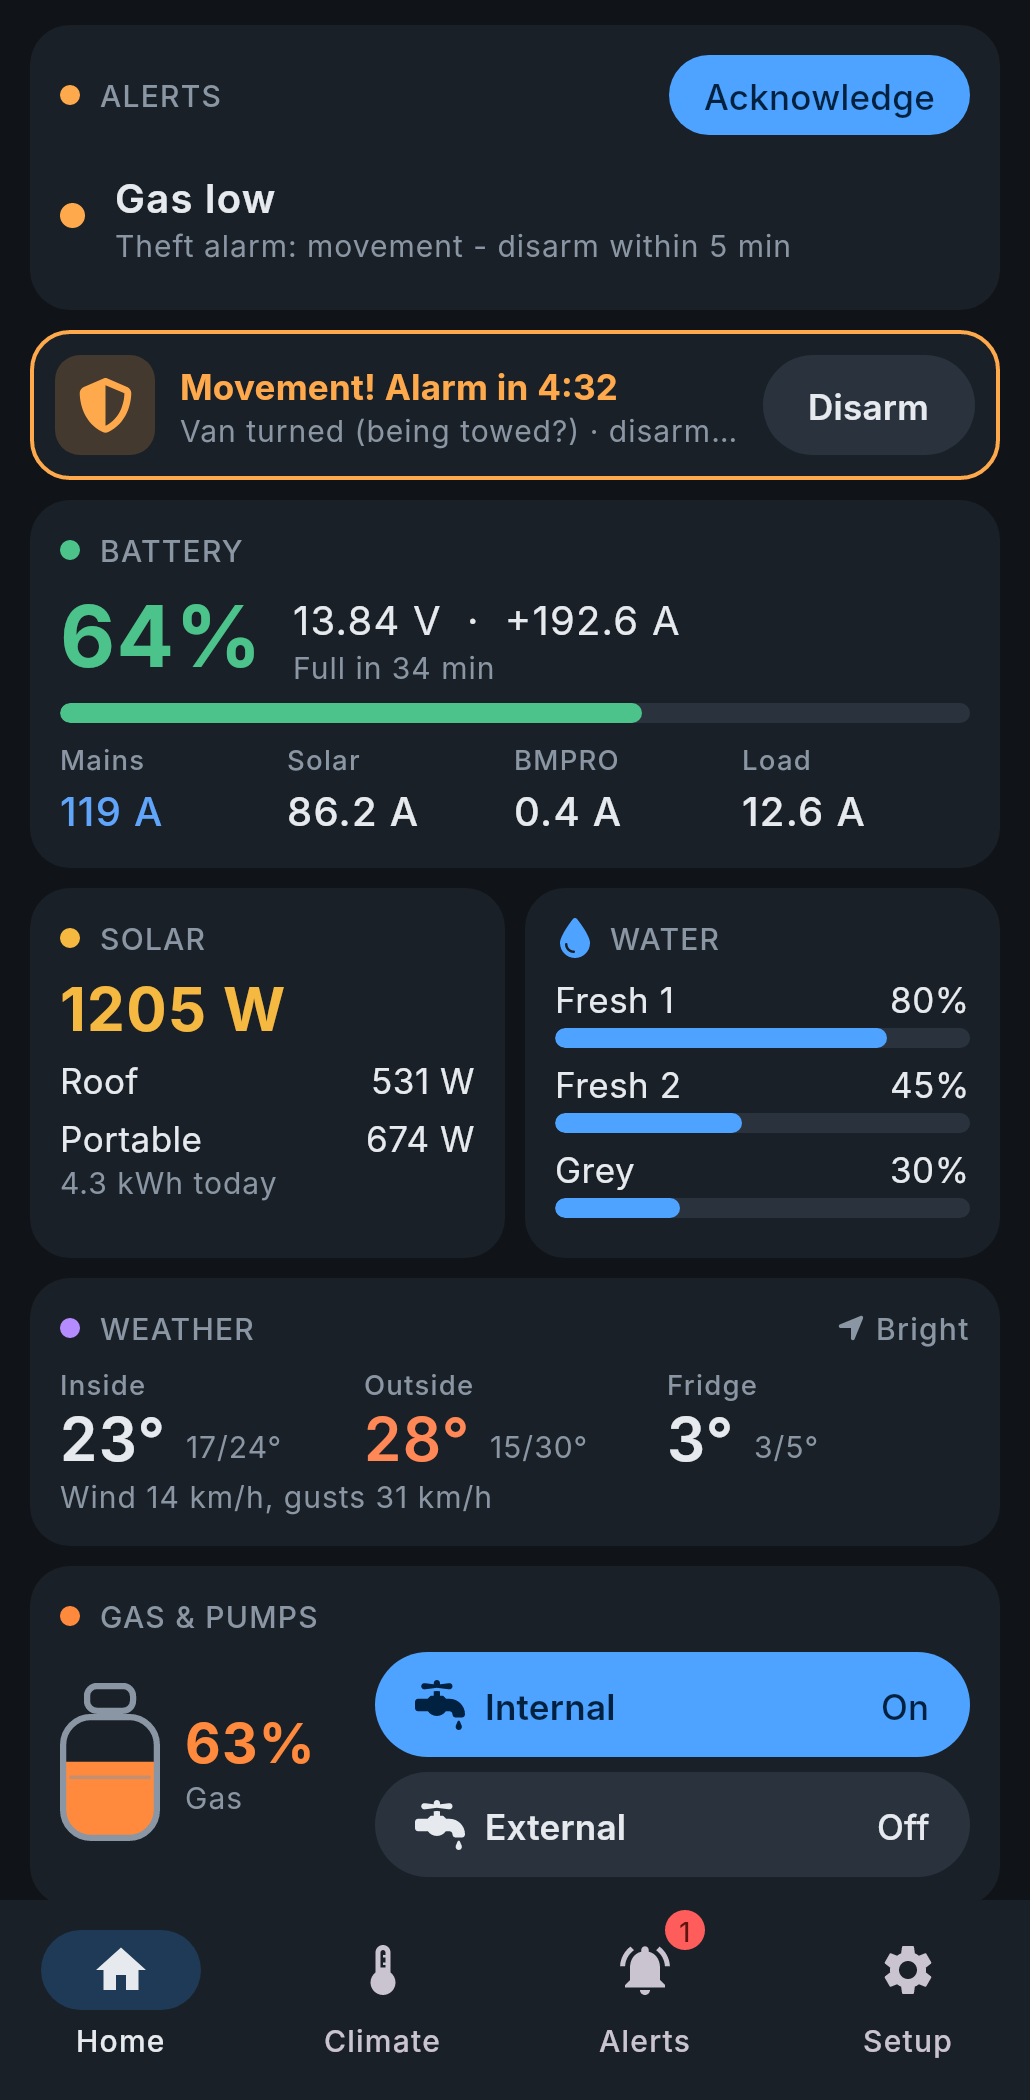 ALERTS
Acknowledge
Gas low
Theft alarm: movement - disarm within 5 min
Movement! Alarm in 4:32
Van turned (being towed?) · disarm...
Disarm
BATTERY
64%
13.84 V · +192.6 A
Full in 34 min
Mains Solar BMPRO Load
119 A 86.2 A 0.4 A 12.6 A
SOLAR
1205 W
Roof 531 W
Portable 674 W
4.3 kWh today
WATER
Fresh 1 80%
Fresh 2 45%
Grey 30%
WEATHER
Bright
Inside Outside Fridge
23° 17/24° 28° 15/30° 3° 3/5°
Wind 14 km/h, gusts 31 km/h
GAS & PUMPS
63%
Gas
Internal On
External Off
1
Home Climate Alerts Setup